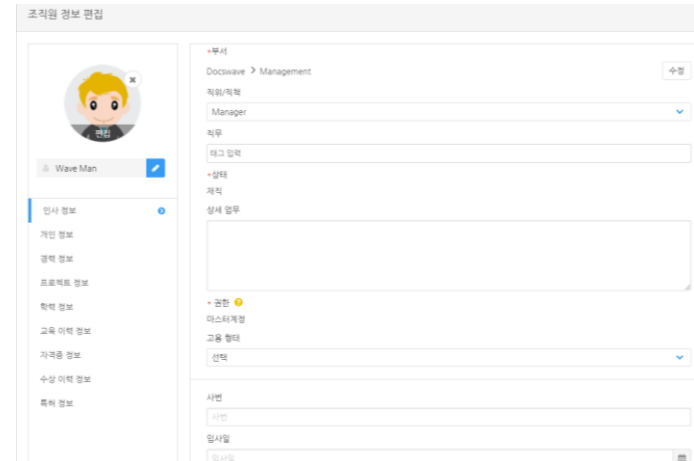 조직원 정보 편집
편집
Wave Man
인사 정보
개인 정보
경력 정보
프로젝트 정보
학력 정보
교육 이력 정보
자격증 정보
수상 이력 정보
특허 정보
*부서
Docswave > Management
수정
직위/직책
Manager
직무
태그 입력
*상태
재직
상세 업무
* 권한 ?
마스터계정
고용 형태
선택
사번
사번
입사일
입사일